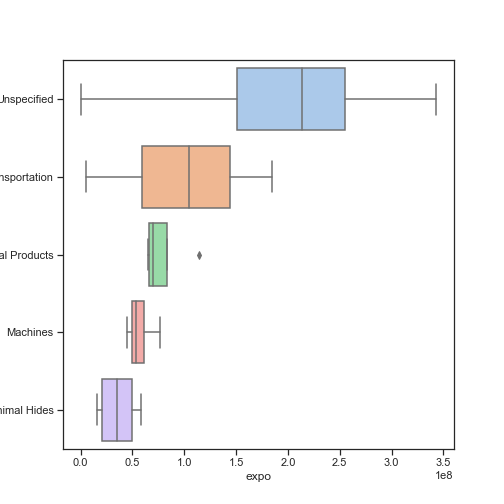 Unspecified
nsportation
al Products
Machines
nimal Hides
0.0 0.5 1.0 1.5 2.0 2.5 3.0 3.5
1e8
expo